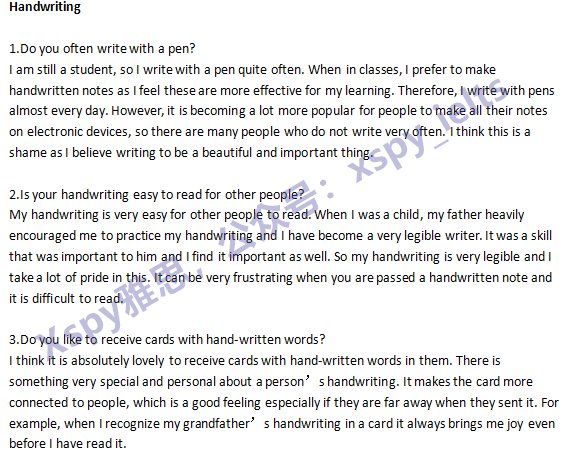 Handwriting
1.Do you often write with a pen?
I am still a student, so I write with a pen quite often. When in classes, I prefer to make
handwritten notes as I feel these are more effective for my learning. Therefore, I write with pens
almost every day. However, it is becoming a lot more popular for people to make all their notes
on electronic devices, so there are many people who do not write very often. I think this is a
shame as I believe writing to be a beautiful and important thing.
2.Is your handwriting easy to read for other people?
My handwriting is very easy for other people to read. When I was a child, my father heavily
encouraged me to practice my handwriting and I have become a very legible writer. It was a skill
that was important to him and I find it important as well. So my handwriting is very legible and I
take a lot of pride in this. It can be very frustrating when you are passed a handwritten note and
it is difficult to read.
3.Do you like to receive cards with hand-written words?
I think it is absolutely lovely to receive cards with hand-written words in them. There is
something very special and personal about a person’s handwriting. It makes the card more
connected to people, which is a good feeling especially if they are far away when they sent it. For
example, when I recognize my grandfather’s handwriting in a card it always brings me joy even
before I have read it.
Xspy雅思，公众号：xspy_ielts